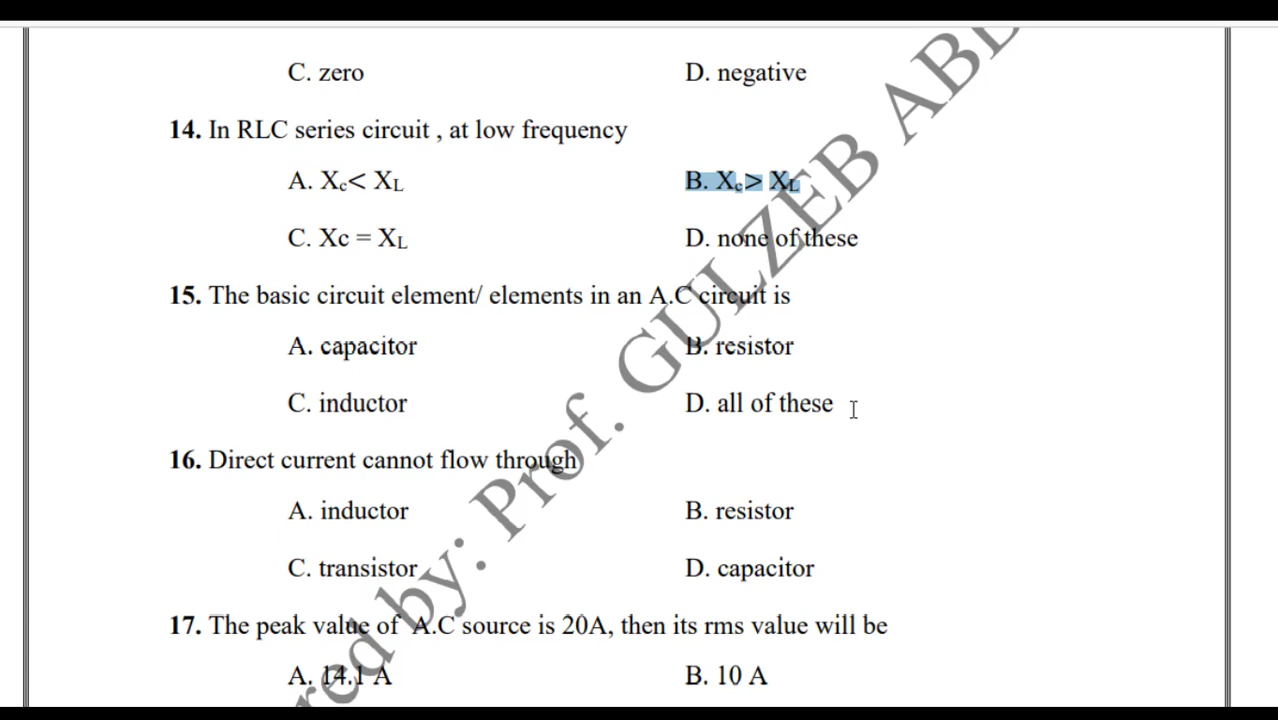 C. zero D. negative
14. In RLC series circuit , at low frequency
A. Xc< XL B. Xc> XL
C. Xc = XL D. none of these
15. The basic circuit element/ elements in an A.C circuit is
A. capacitor B. resistor
C. inductor D. all of these
16. Direct current cannot flow through
A. inductor B. resistor
C. transistor D. capacitor
17. The peak value of A.C source is 20A, then its rms value will be
A. 14.1 A B. 10 A
by: Prof. GULZEB